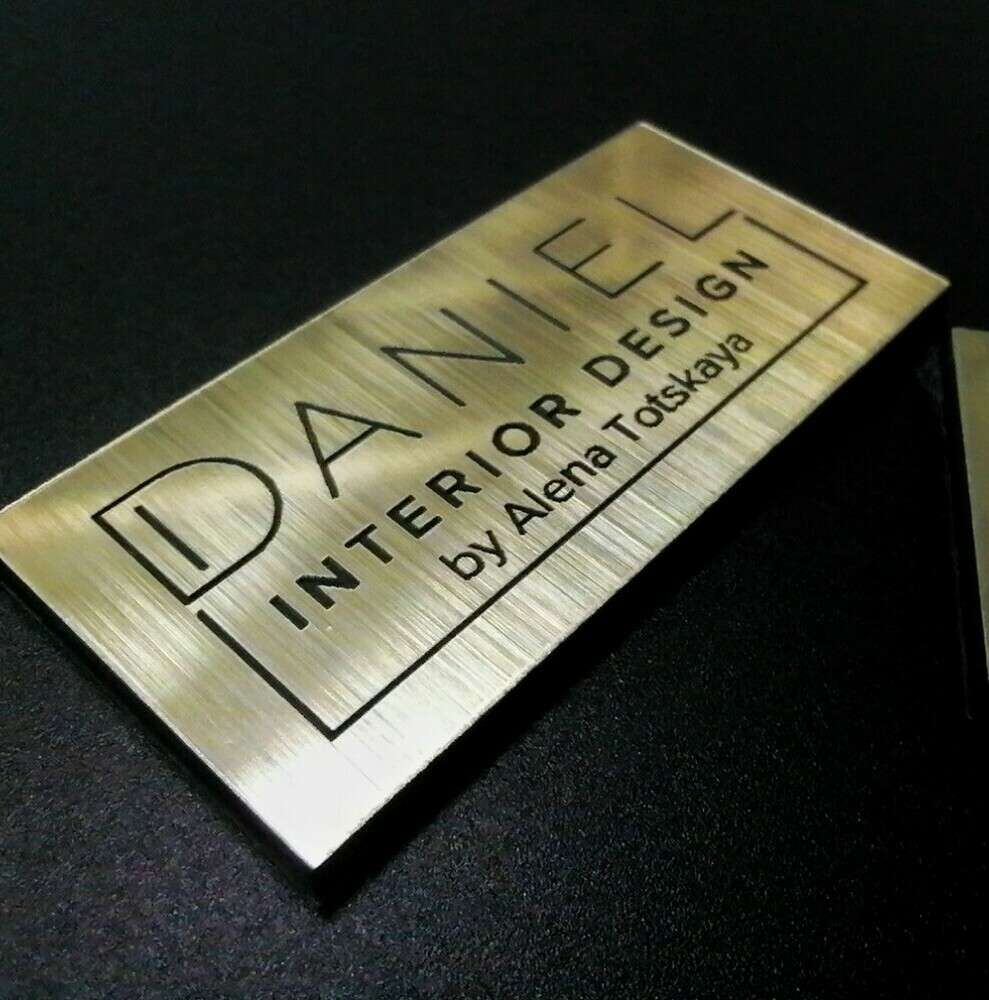 DANIEL
INTERIOR DESIGN
by Alena Totskaya